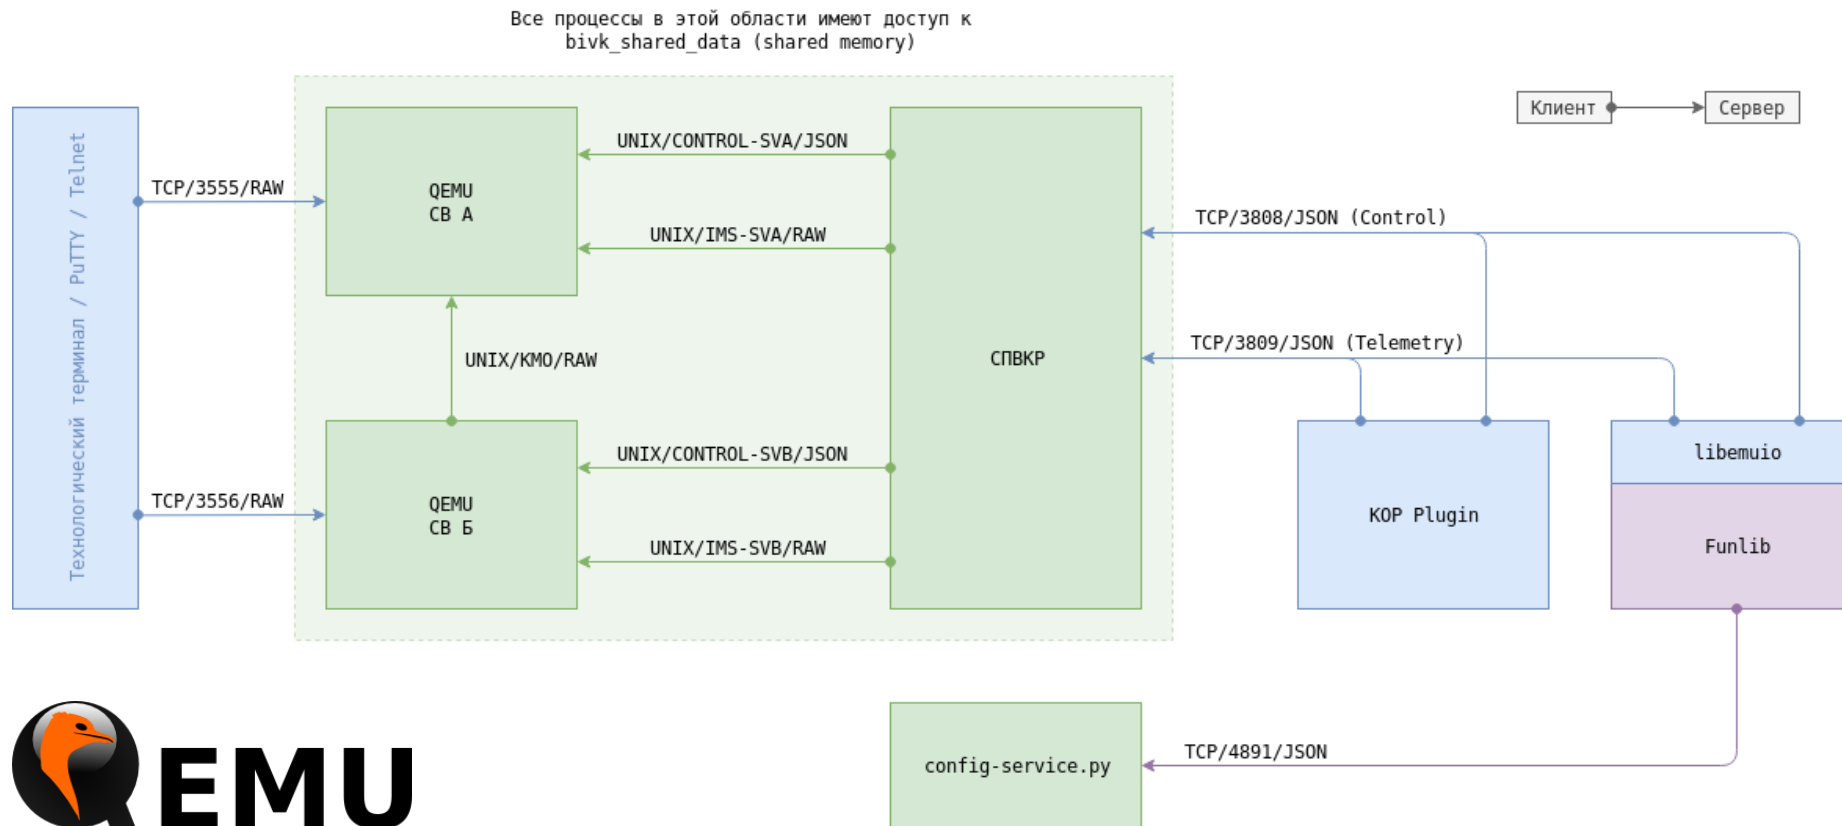 Все процессы в этой области имеют доступ к
bivk_shared_data (shared memory)
Клиент
Сервер
Технологический терминал / PuTTY / Telnet
TCP/3555/RAW
QEMU
СВ А
UNIX/CONTROL-SVA/JSON
UNIX/IMS-SVA/RAW
UNIX/KMO/RAW
TCP/3556/RAW
QEMU
СВ Б
UNIX/CONTROL-SVB/JSON
UNIX/IMS-SVB/RAW
СПВКР
TCP/3808/JSON (Control)
TCP/3809/JSON (Telemetry)
KOP Plugin
libemuio
Funlib
config-service.py
TCP/4891/JSON
QEMU